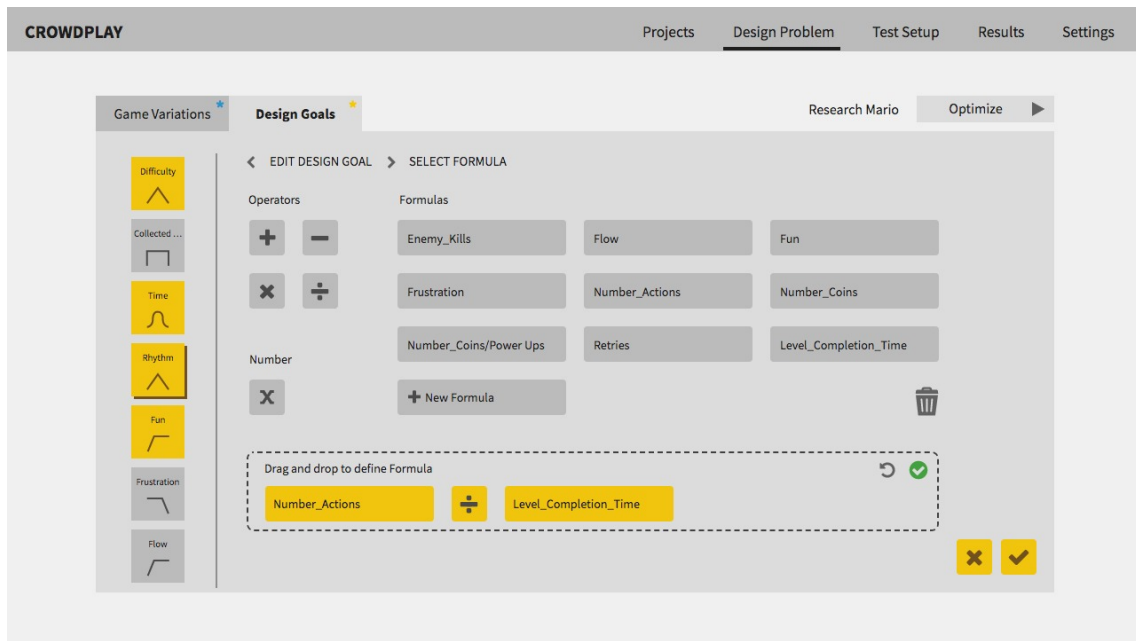 CROWDPLAY
Projects
Design Problem
Test Setup
Results
Settings
Game Variations
Design Goals
Research Mario
Optimize
Difficulty
Collected ...
Time
Rhythm
Fun
Frustration
Flow
EDIT DESIGN GOAL
SELECT FORMULA
Operators
Formulas
Enemy_Kills
Flow
Fun
Frustration
Number_Actions
Number_Coins
Number_Coins/Power Ups
Retries
Level_Completion_Time
Number
X
New Formula
Drag and drop to define Formula
Number_Actions
Level_Completion_Time